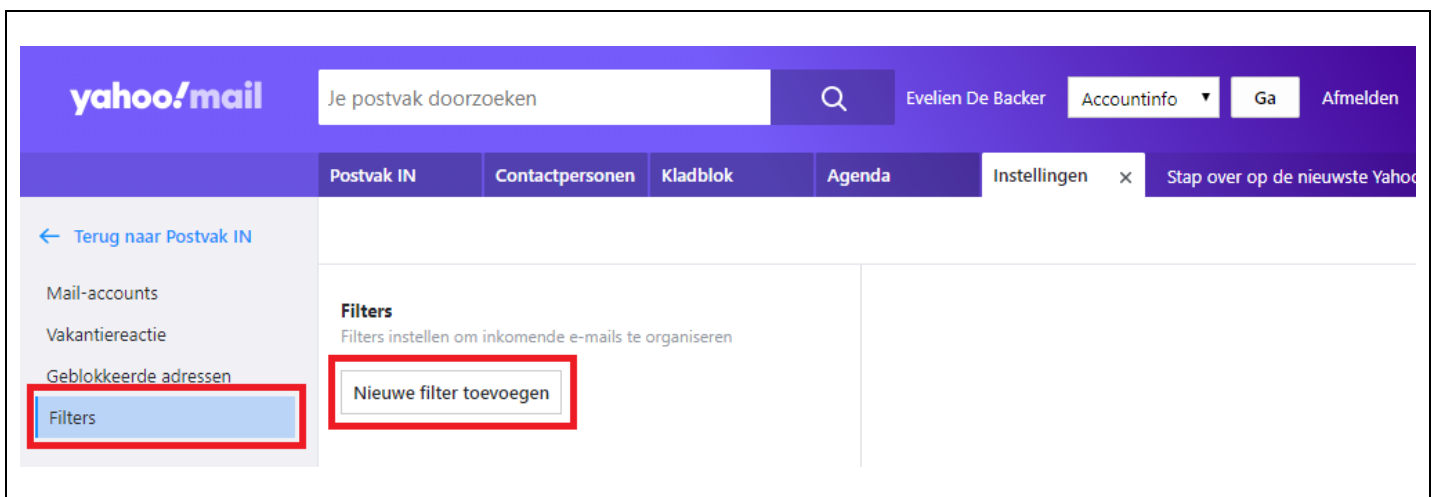 yahoo!mail
Je postvak doorzoeken
Evelien De Backer
Accountinfo
Ga
Afmelden
Postvak IN
Contactpersonen
Kladblok
Agenda
Instellingen
Stap over op de nieuwste
Terug naar Postvak IN
Mail-accounts
Vakantiereactie
Geblokkeerde adressen
Filters
Filters
Filters instellen om inkomende e-mails te organiseren
Nieuwe filter toevoegen